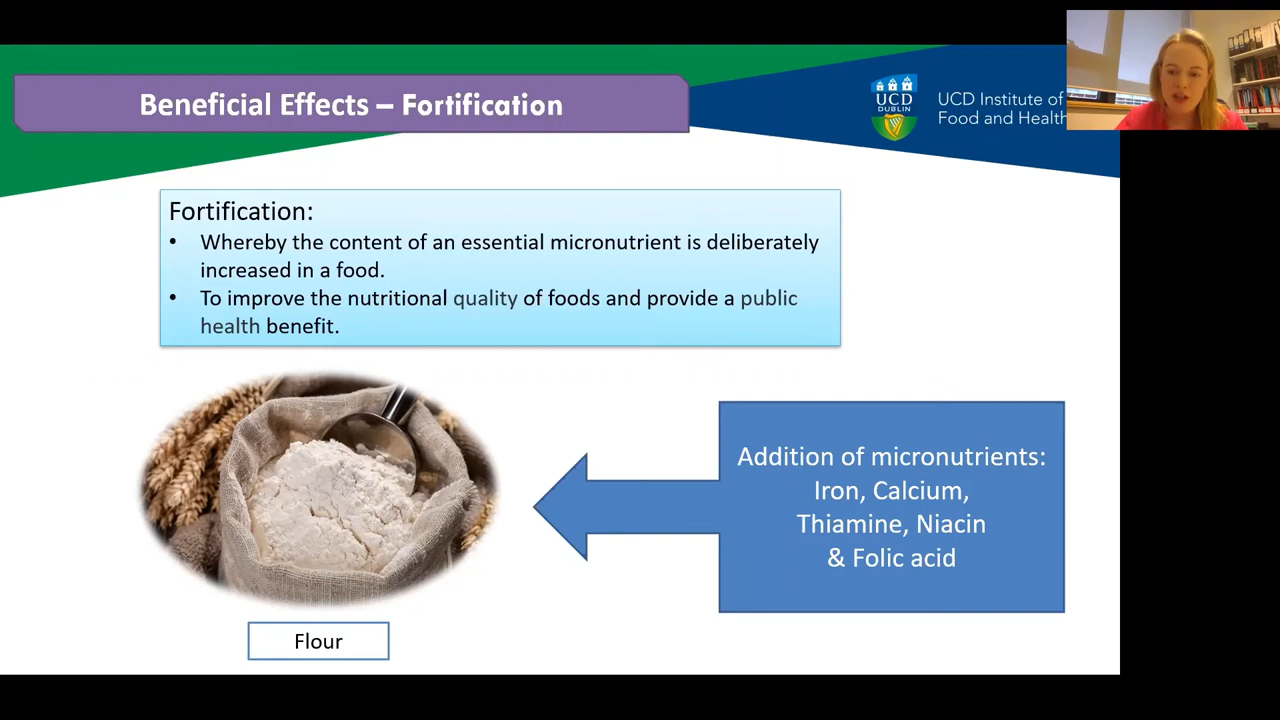 Beneficial Effects – Fortification
UCD
DUBLIN
UCD Institute of
Food and Health
Fortification:
• Whereby the content of an essential micronutrient is deliberately
increased in a food.
• To improve the nutritional quality of foods and provide a public
health benefit.
Addition of micronutrients:
Iron, Calcium,
Thiamine, Niacin
& Folic acid
Flour